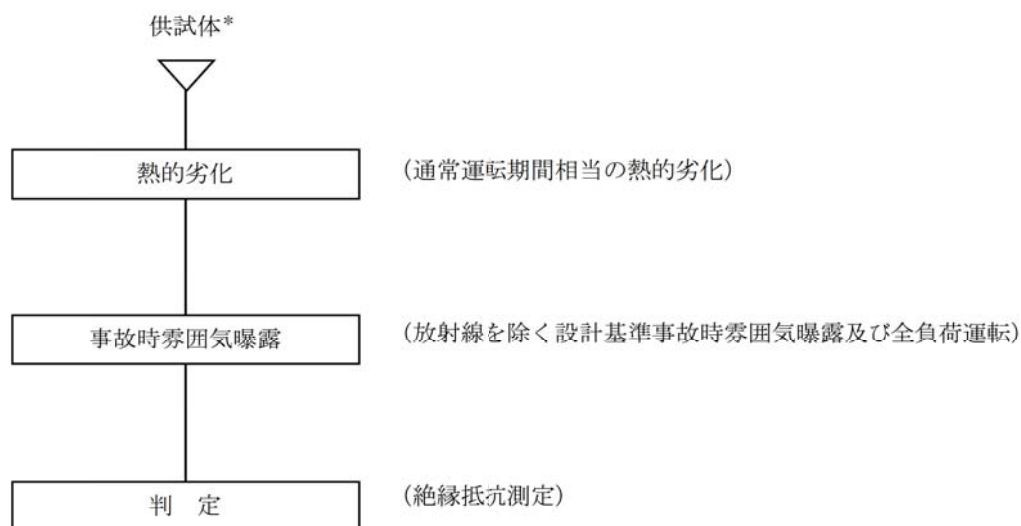 供試体*
熱的劣化
(通常運転期間相当の熱的劣化)
事故時雰囲気曝露
(放射線を除く設計基準事故時雰囲気曝露及び全負荷運転)
判 定
(絶縁抵抗測定)